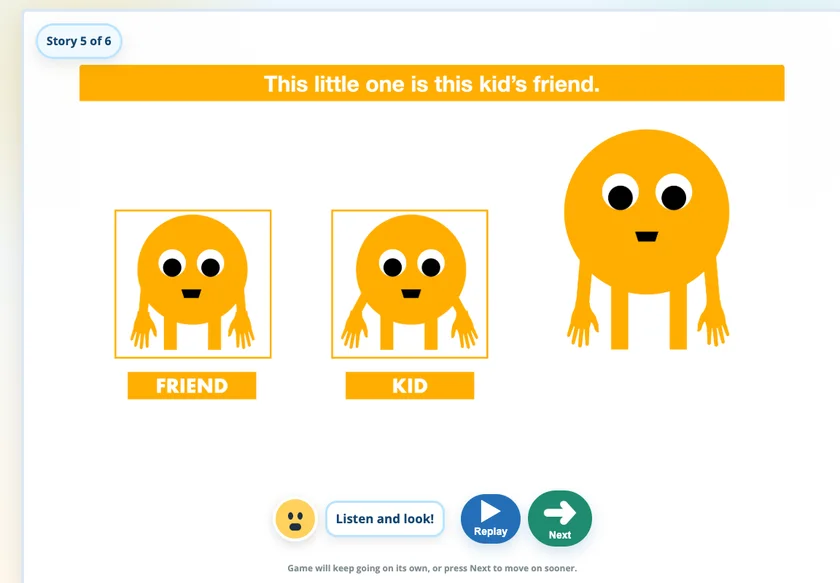 Story 5 of 6
This little one is this kid’s friend.
FRIEND
KID
Listen and look!
Replay
Next
Game will keep going on its own, or press Next to move on sooner.